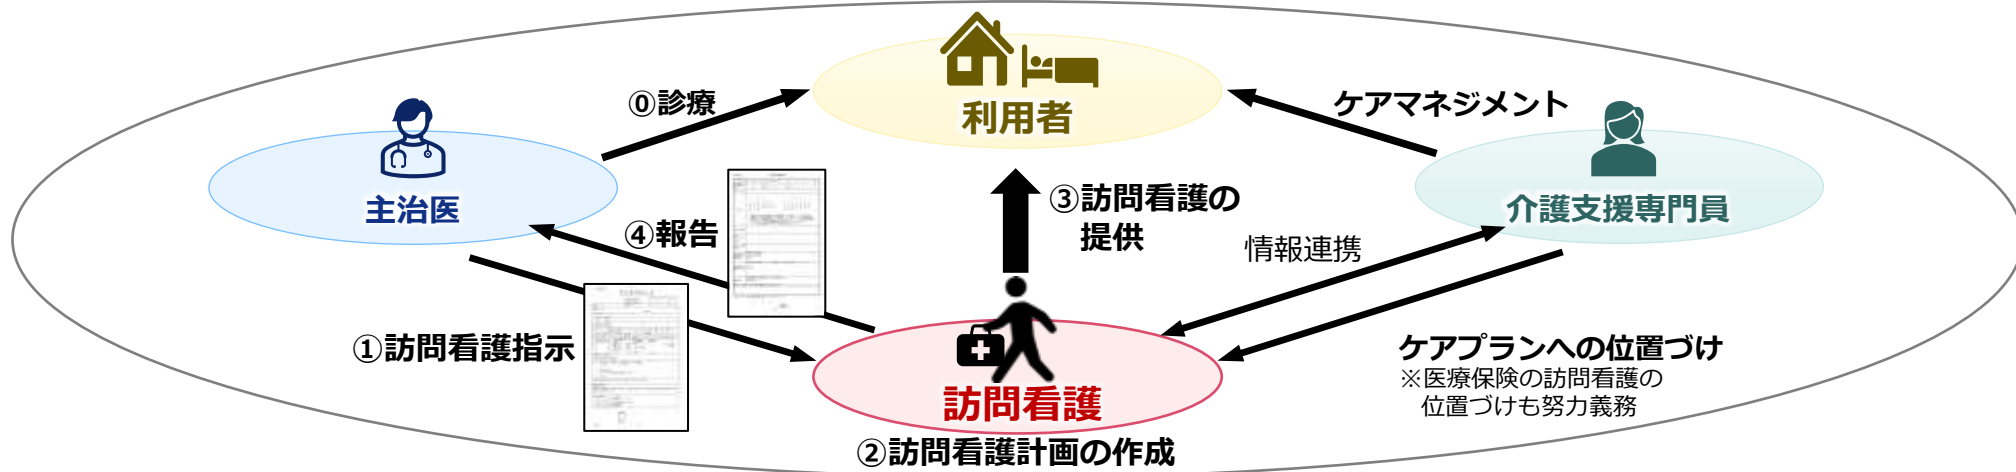 ⓪診療
利用者
ケアマネジメント
主治医
④報告
③訪問看護の
提供
介護支援専門員
情報連携
①訪問看護指示
訪問看護
ケアプランへの位置づけ
※医療保険の訪問看護の
位置づけも努力義務
②訪問看護計画の作成